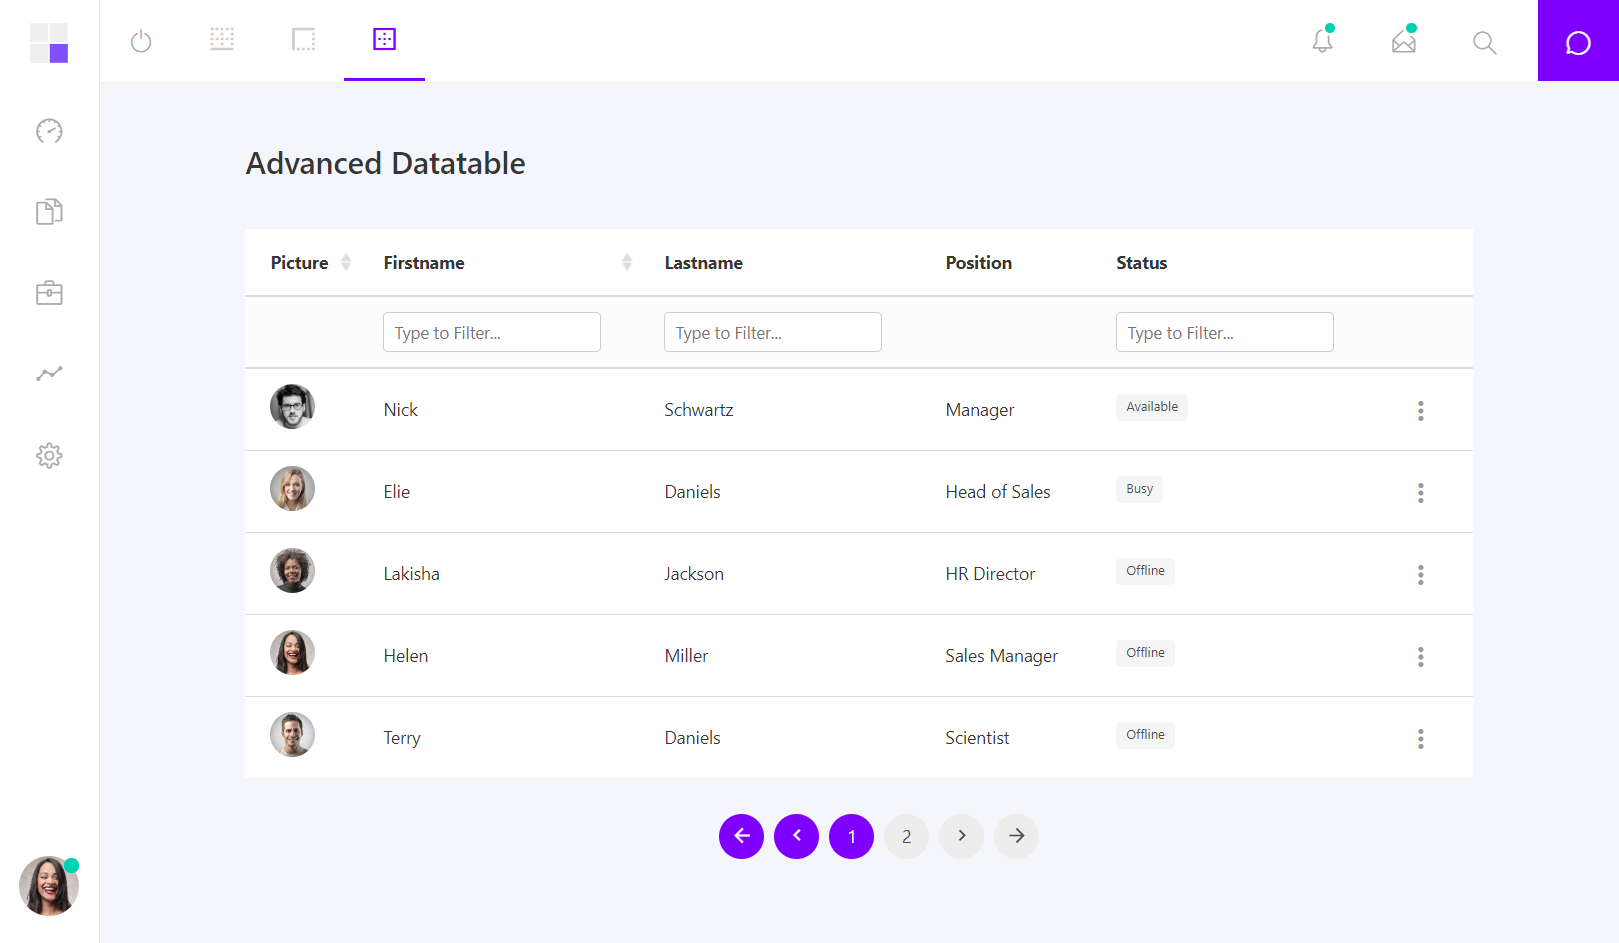 Advanced Datatable
Picture Firstname Lastname Position Status
Type to Filter... Type to Filter... Type to Filter...
Nick Schwartz Manager Available
Elie Daniels Head of Sales Busy
Lakisha Jackson HR Director Offline
Helen Miller Sales Manager Offline
Terry Daniels Scientist Offline
1 2